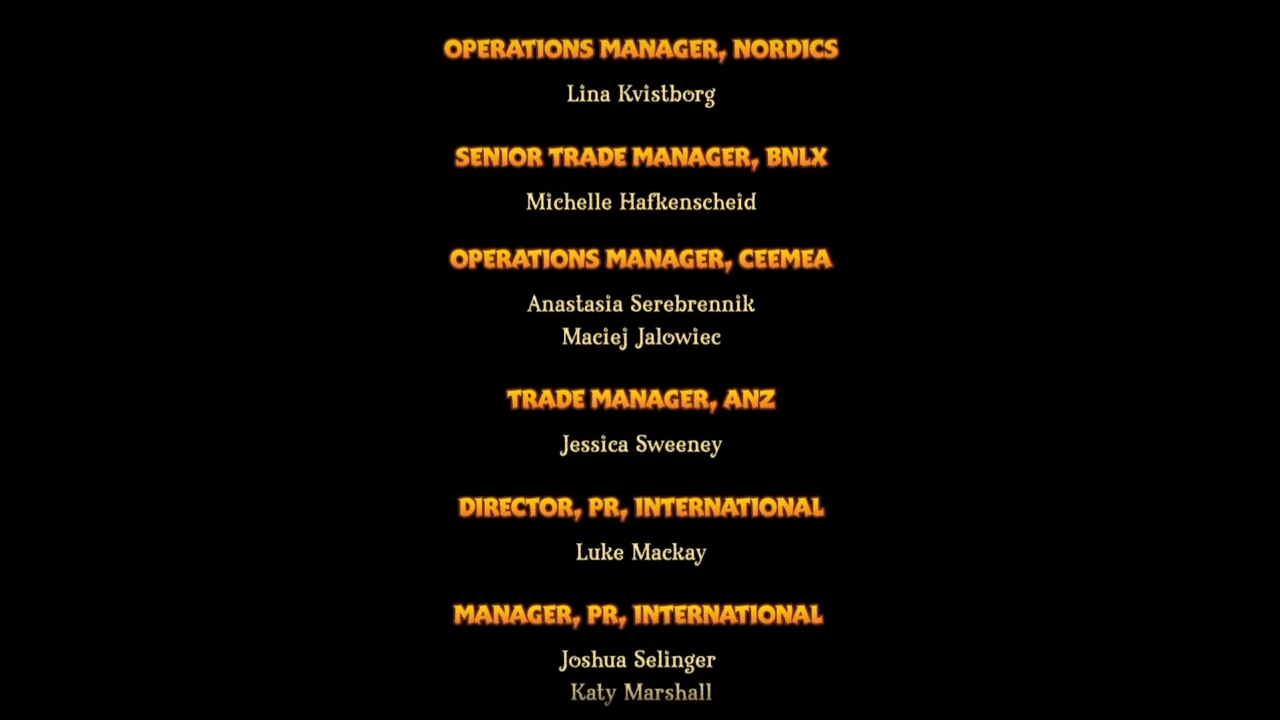 OPERATIONS MANAGER, NORDICS
Lina Kvistborg
SENIOR TRADE MANAGER, BNLX
Michelle Hafkenscheid
OPERATIONS MANAGER, CEEMEA
Anastasia Serebrennik
Maciej Jalowiec
TRADE MANAGER, ANZ
Jessica Sweeney
DIRECTOR, PR, INTERNATIONAL
Luke Mackay
MANAGER, PR, INTERNATIONAL
Joshua Selinger
Katy Marshall